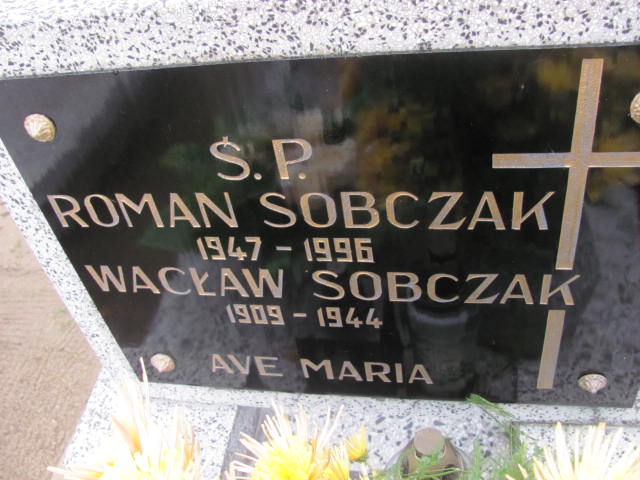 Ś.P.
ROMAN SOBCZAK
1947 - 1996
WACŁAW SOBCZAK
1909 - 1944
AVE MARIA